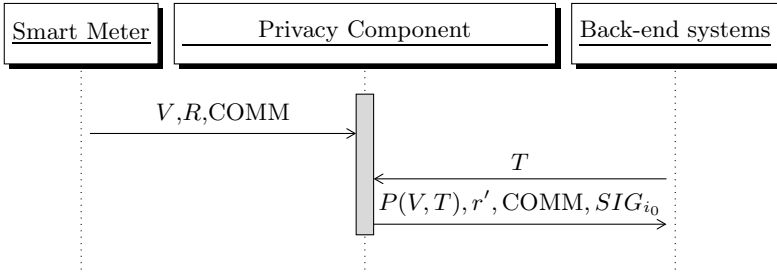 Smart Meter Privacy Component Back-end systems
V,R,COMM
T
P(V, T), r′, COMM, SIG_{i_0}